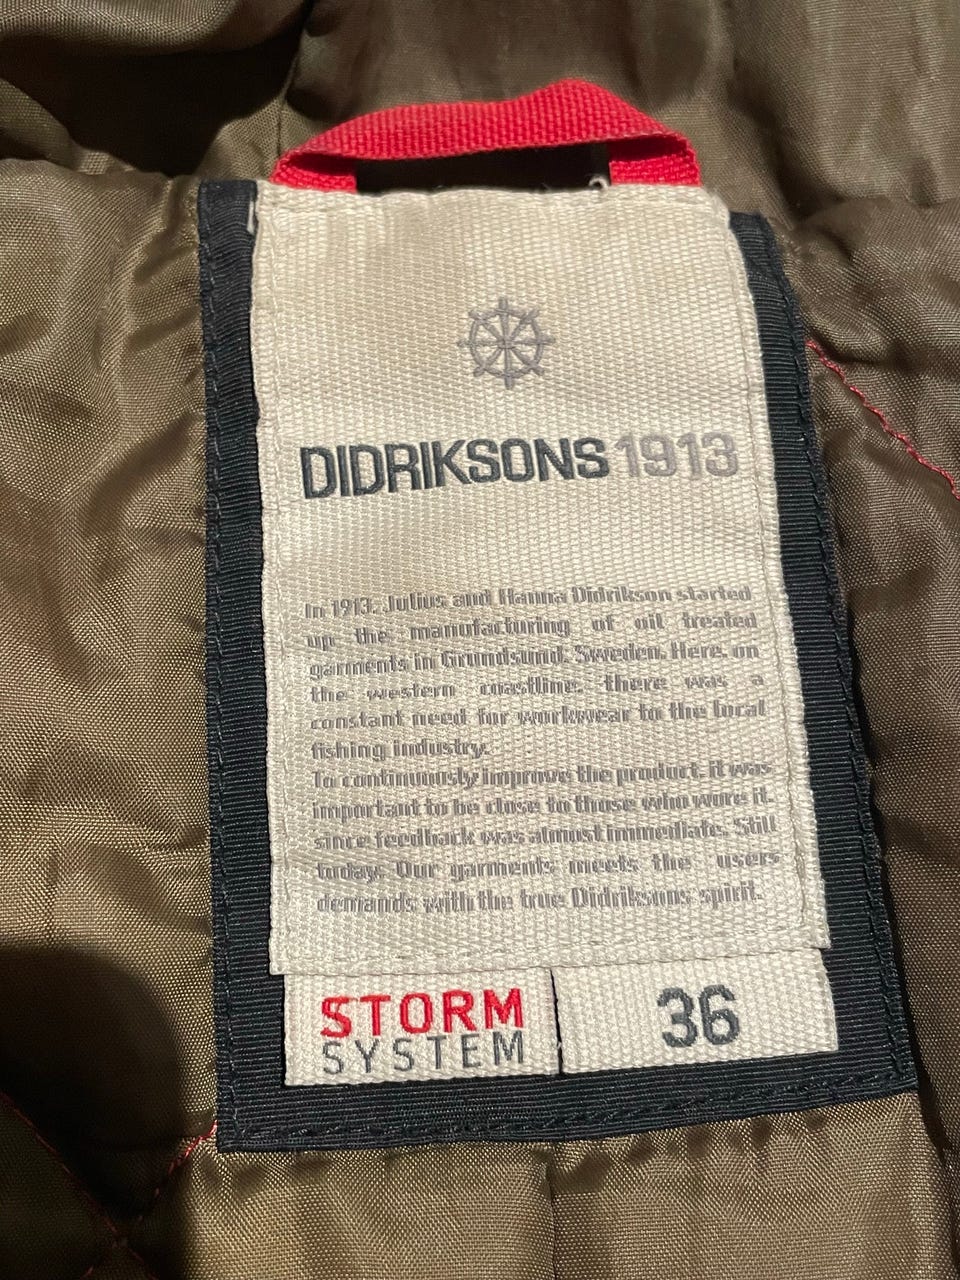 DIDRIKSONS1913
In 1913, Julius and Hanna Didrikson started
up the manufacturing of oil treated
garments in Grundsund, Sweden. Here, on
the western coastline, there was a
constant need for workwear to the local
fishing industry.
To continuously improve the product, it was
important to be close to those who wore it,
since feedback was almost immediate. Still
today. Our garments meets the users
demands with the true Didriksons spirit.
STORM
SYSTEM
36